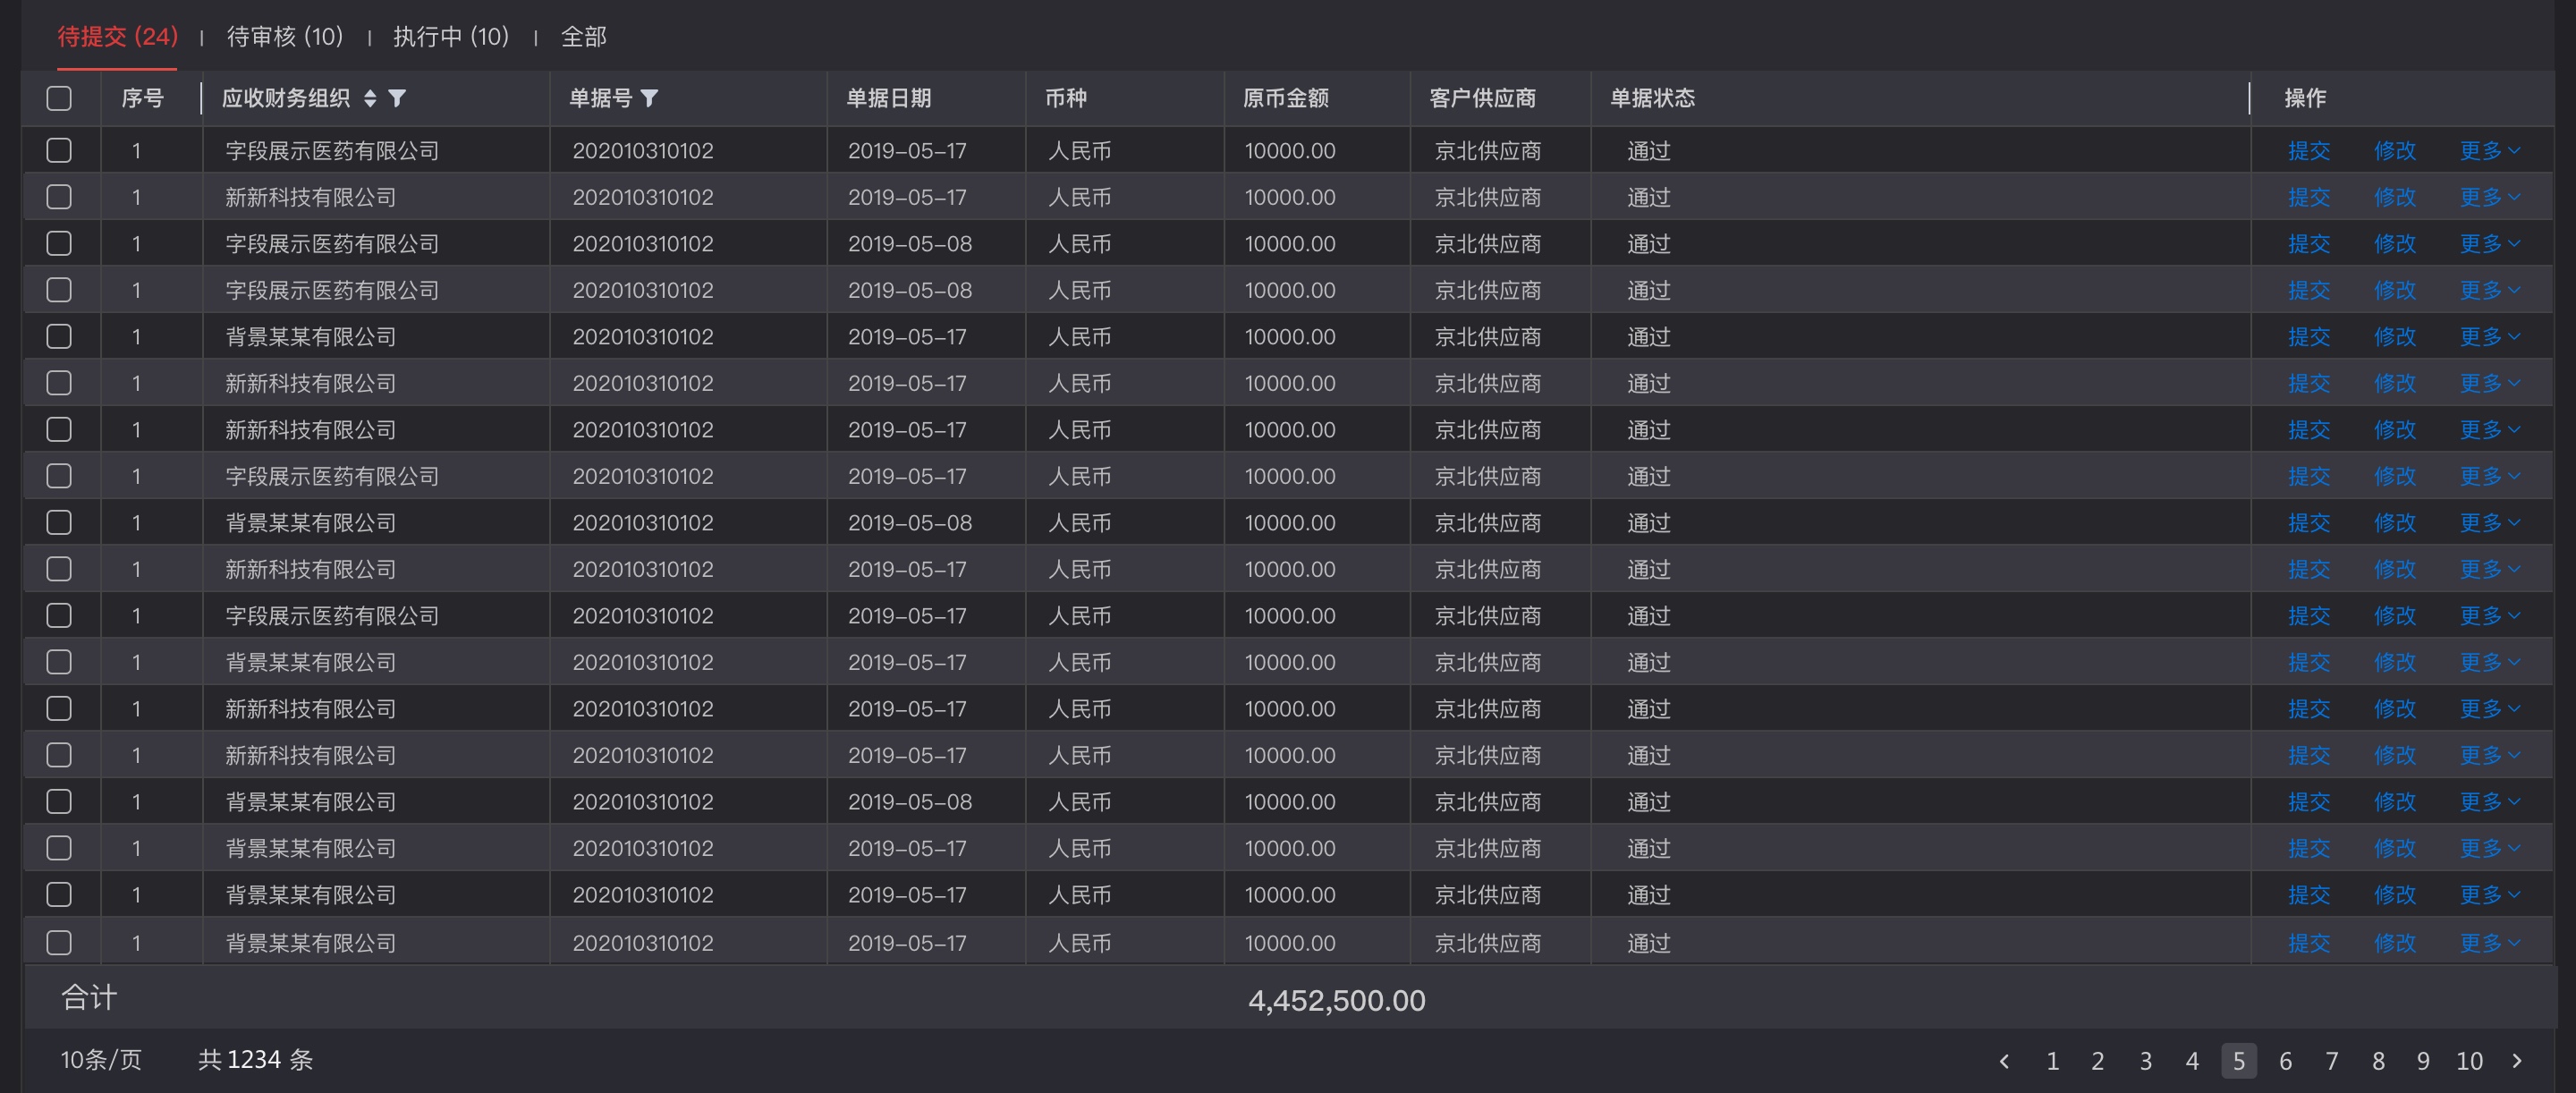 待提交 (24) | 待审核 (10) | 执行中 (10) | 全部
序号 应收财务组织 单据号 单据日期 币种 原币金额 客户供应商 单据状态 操作
1 字段展示医药有限公司 202010310102 2019-05-17 人民币 10000.00 京北供应商 通过 提交 修改 更多
1 新新科技有限公司 202010310102 2019-05-17 人民币 10000.00 京北供应商 通过 提交 修改 更多
1 字段展示医药有限公司 202010310102 2019-05-08 人民币 10000.00 京北供应商 通过 提交 修改 更多
1 字段展示医药有限公司 202010310102 2019-05-08 人民币 10000.00 京北供应商 通过 提交 修改 更多
1 背景某某有限公司 202010310102 2019-05-17 人民币 10000.00 京北供应商 通过 提交 修改 更多
1 新新科技有限公司 202010310102 2019-05-17 人民币 10000.00 京北供应商 通过 提交 修改 更多
1 新新科技有限公司 202010310102 2019-05-17 人民币 10000.00 京北供应商 通过 提交 修改 更多
1 字段展示医药有限公司 202010310102 2019-05-17 人民币 10000.00 京北供应商 通过 提交 修改 更多
1 背景某某有限公司 202010310102 2019-05-08 人民币 10000.00 京北供应商 通过 提交 修改 更多
1 新新科技有限公司 202010310102 2019-05-17 人民币 10000.00 京北供应商 通过 提交 修改 更多
1 字段展示医药有限公司 202010310102 2019-05-17 人民币 10000.00 京北供应商 通过 提交 修改 更多
1 背景某某有限公司 202010310102 2019-05-17 人民币 10000.00 京北供应商 通过 提交 修改 更多
1 新新科技有限公司 202010310102 2019-05-17 人民币 10000.00 京北供应商 通过 提交 修改 更多
1 新新科技有限公司 202010310102 2019-05-17 人民币 10000.00 京北供应商 通过 提交 修改 更多
1 背景某某有限公司 202010310102 2019-05-08 人民币 10000.00 京北供应商 通过 提交 修改 更多
1 背景某某有限公司 202010310102 2019-05-17 人民币 10000.00 京北供应商 通过 提交 修改 更多
1 背景某某有限公司 202010310102 2019-05-17 人民币 10000.00 京北供应商 通过 提交 修改 更多
1 背景某某有限公司 202010310102 2019-05-17 人民币 10000.00 京北供应商 通过 提交 修改 更多
合计 4,452,500.00
10条/页 共 1234 条 1 2 3 4 5 6 7 8 9 10